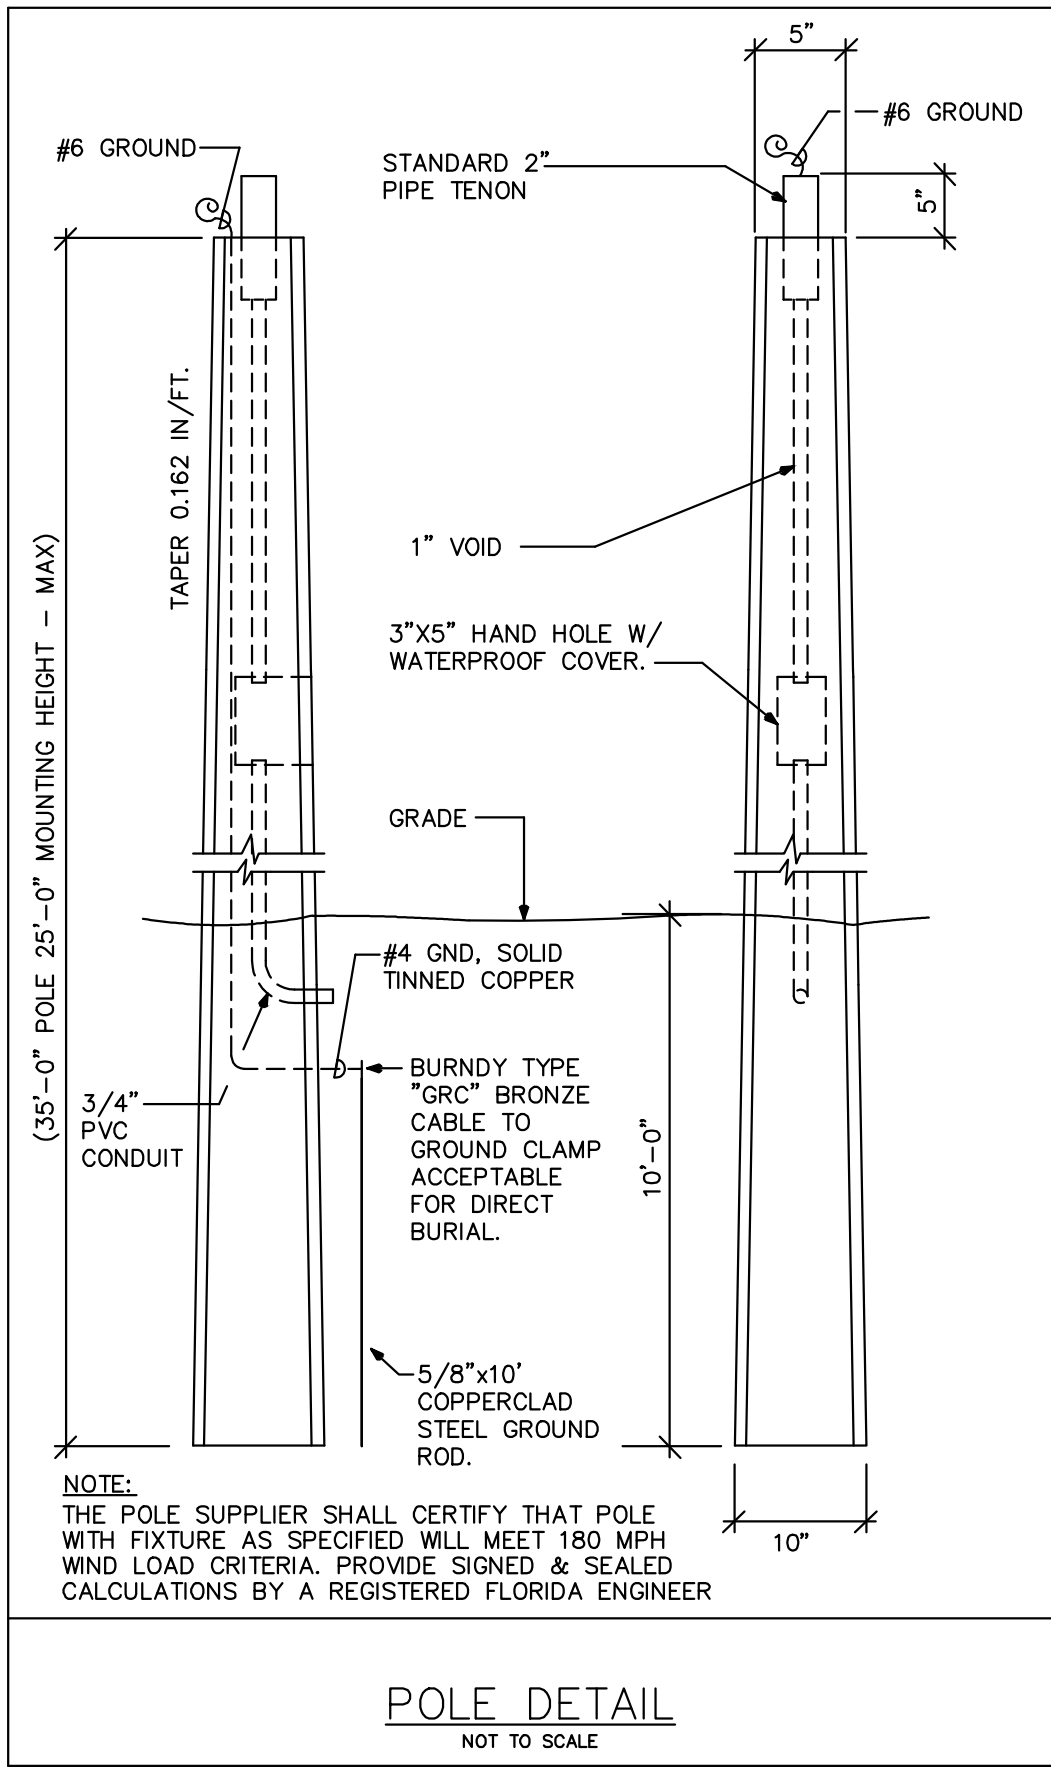 5"
#6 GROUND
#6 GROUND
STANDARD 2"
PIPE TENON
5"
TAPER 0.162 IN/FT.
1" VOID
3"X5" HAND HOLE W/
WATERPROOF COVER.
(35'-0" POLE 25'-0" MOUNTING HEIGHT - MAX)
GRADE
#4 GND, SOLID
TINNED COPPER
BURNDY TYPE
"GRC" BRONZE
CABLE TO
GROUND CLAMP
ACCEPTABLE
FOR DIRECT
BURIAL.
3/4"
PVC
CONDUIT
10'-0"
5/8"x10'
COPPERCLAD
STEEL GROUND
ROD.
10"
NOTE:
THE POLE SUPPLIER SHALL CERTIFY THAT POLE
WITH FIXTURE AS SPECIFIED WILL MEET 180 MPH
WIND LOAD CRITERIA. PROVIDE SIGNED & SEALED
CALCULATIONS BY A REGISTERED FLORIDA ENGINEER
POLE DETAIL
NOT TO SCALE